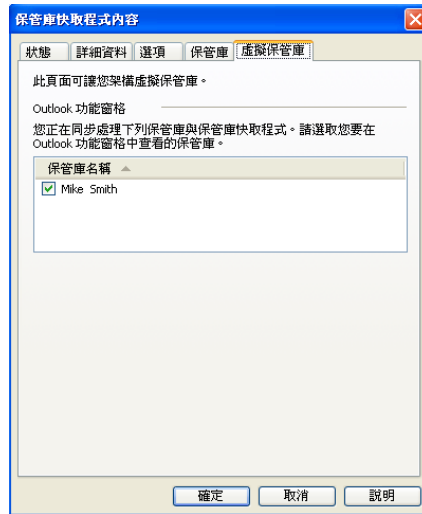 保管庫快取程式內容
狀態 詳細資料 選項 保管庫 虛擬保管庫
此頁面可讓您架構虛擬保管庫。
Outlook 功能窗格
您正在同步處理下列保管庫與保管庫快取程式。請選取您要在
Outlook 功能窗格中查看的保管庫。
保管庫名稱
Mike Smith
確定 取消 說明